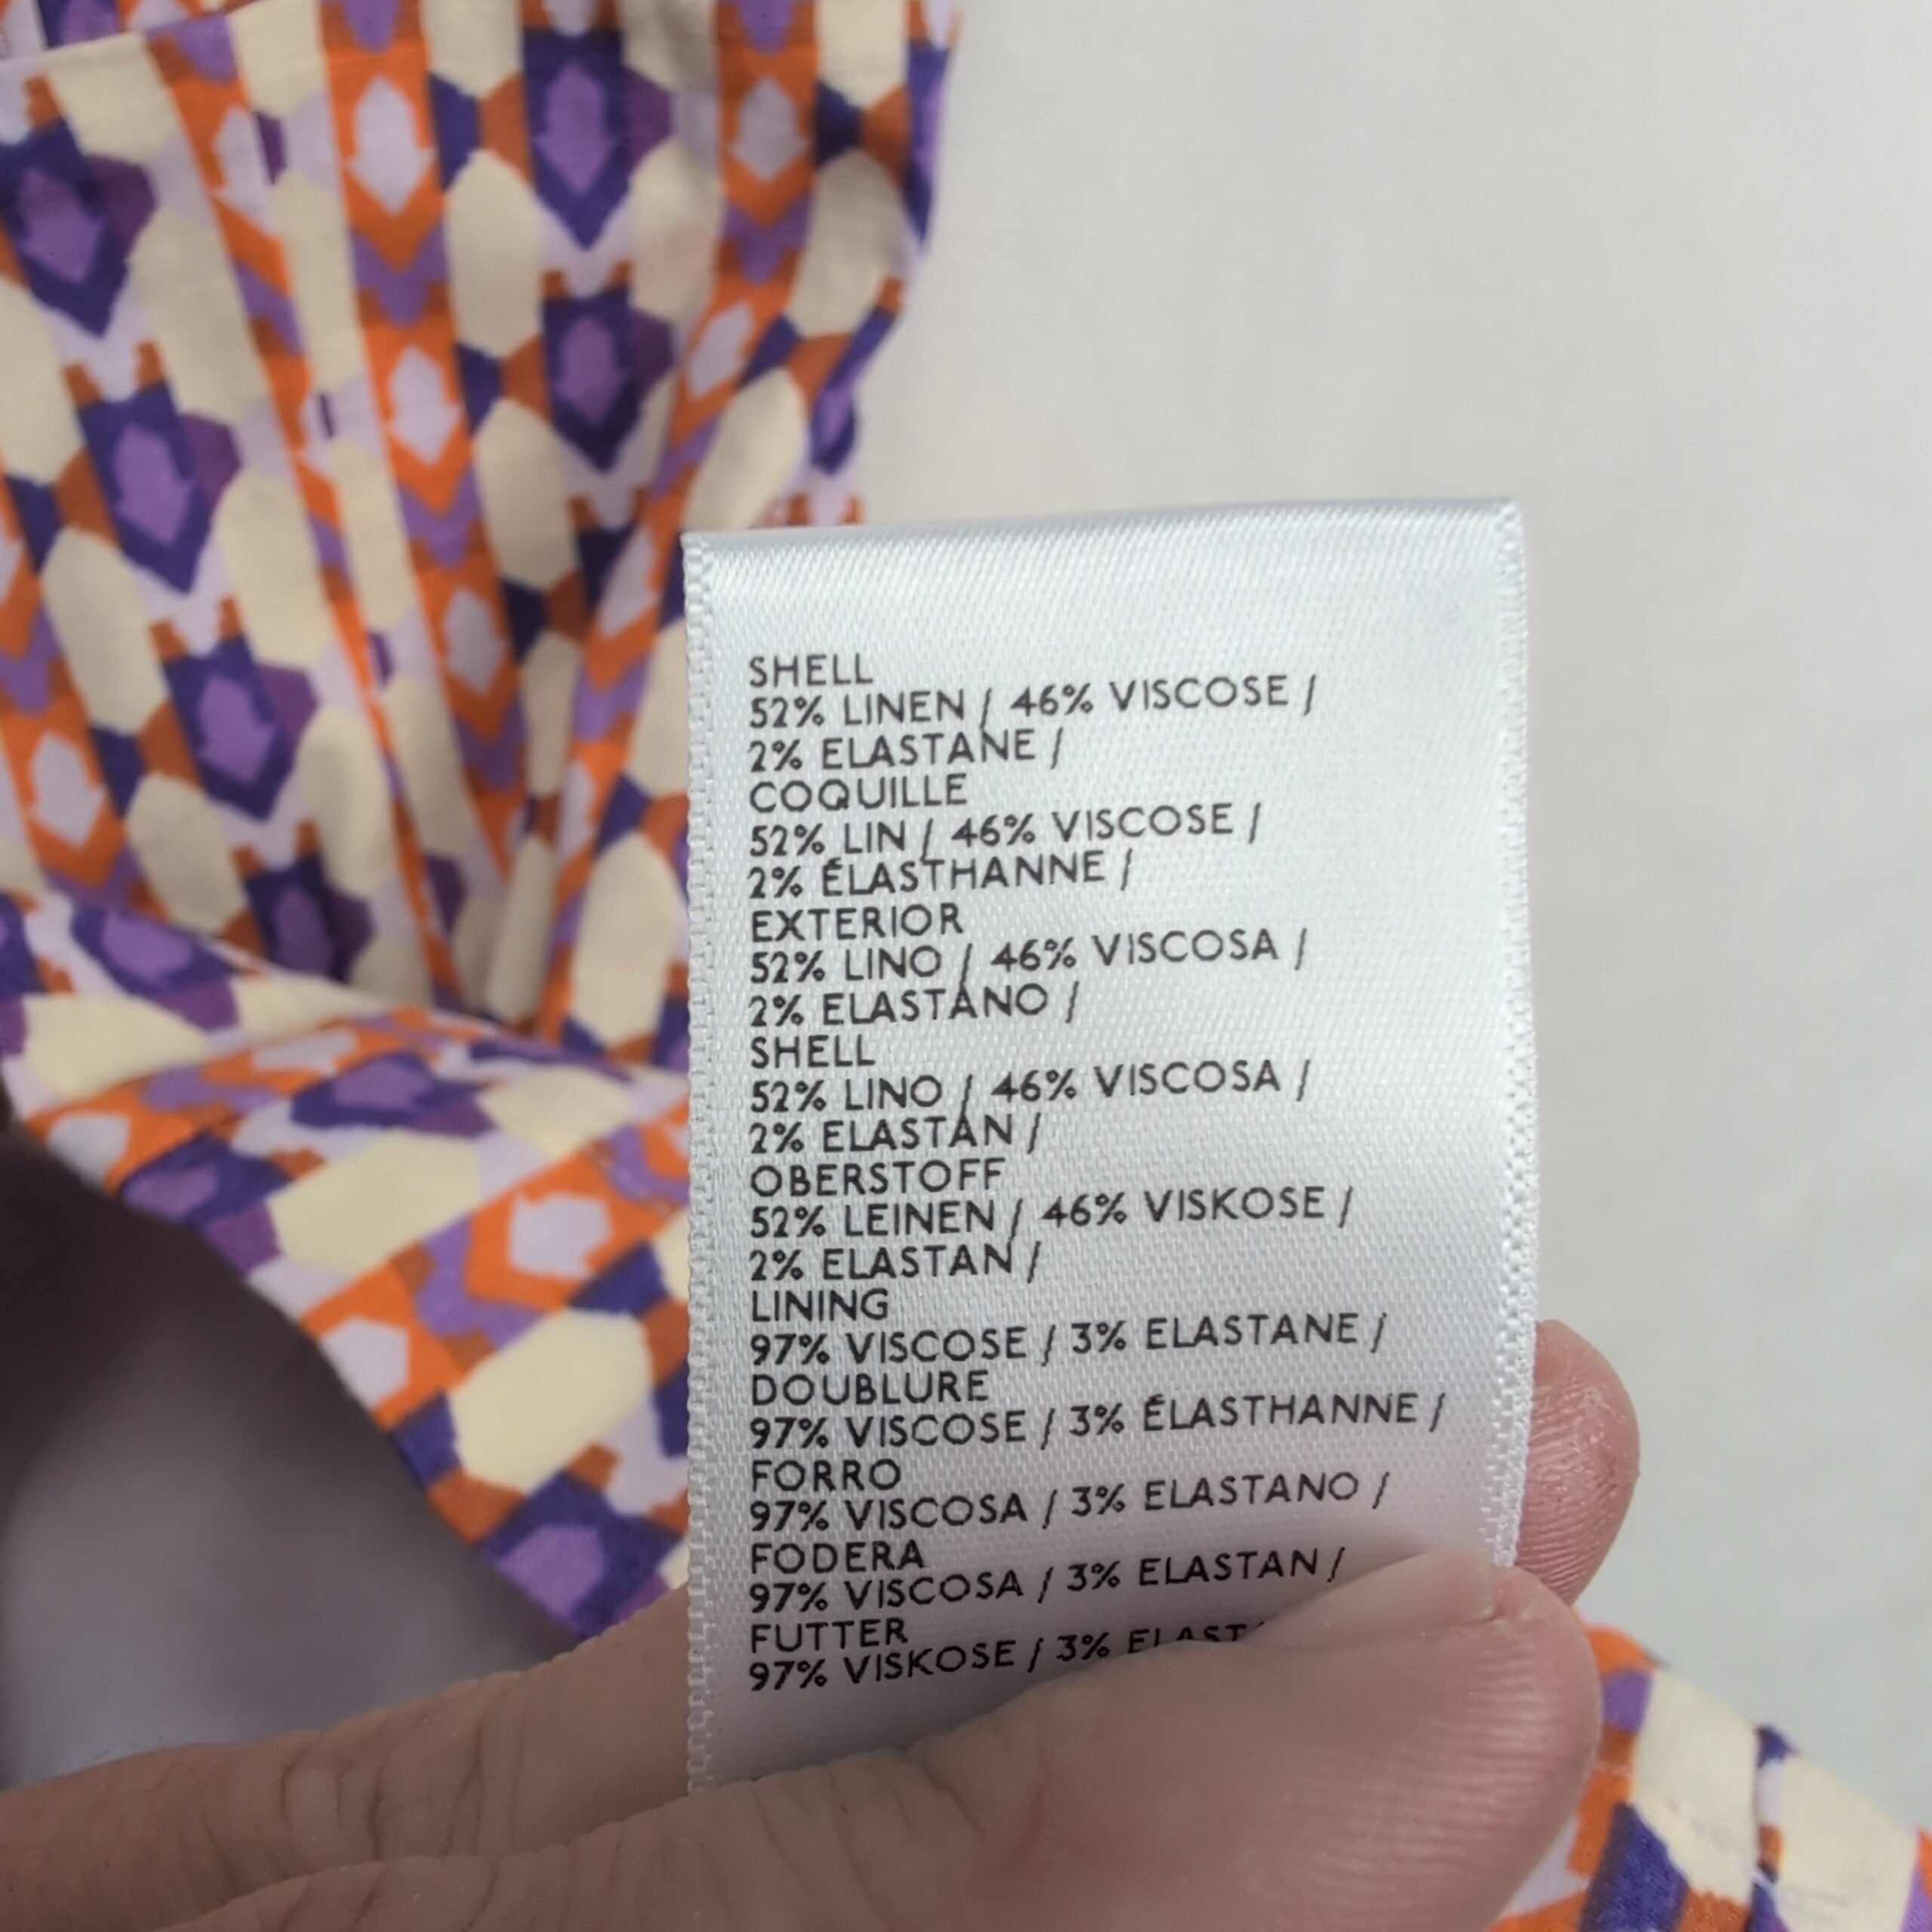 SHELL
52% LINEN / 46% VISCOSE /
2% ELASTANE /
COQUILLE
52% LIN / 46% VISCOSE /
2% ÉLASTHANNE /
EXTERIOR
52% LINO / 46% VISCOSA /
2% ELASTANO /
SHELL
52% LINO / 46% VISCOSA /
2% ELASTAN /
OBERSTOFF
52% LEINEN / 46% VISKOSE /
2% ELASTAN /
LINING
97% VISCOSE / 3% ELASTANE /
DOUBLURE
97% VISCOSE / 3% ÉLASTHANNE /
FORRO
97% VISCOSA / 3% ELASTANO /
FODERA
97% VISCOSA / 3% ELASTAN /
FUTTER
97% VISKOSE / 3%